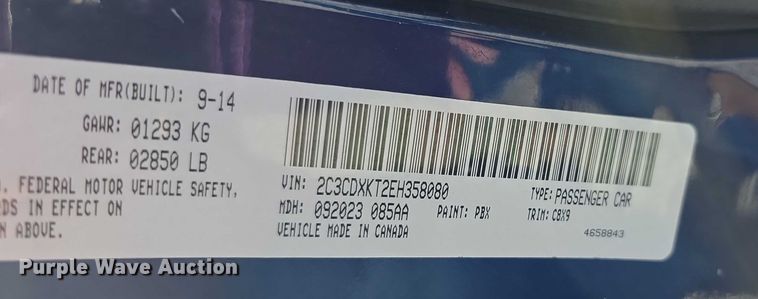 DATE OF MFR(BUILT): 9-14
GAWR: 01293 KG
REAR: 02850 LB
. FEDERAL MOTOR VEHICLE SAFETY,
DS IN EFFECT ON
N ABOVE.
VIN: 2C3CDXKT2EH358080
TYPE: PASSENGER CAR
MDH: 092023 085AA
PAINT: PBX
TRIM: C8X9
VEHICLE MADE IN CANADA
4658843
Purple Wave Auction